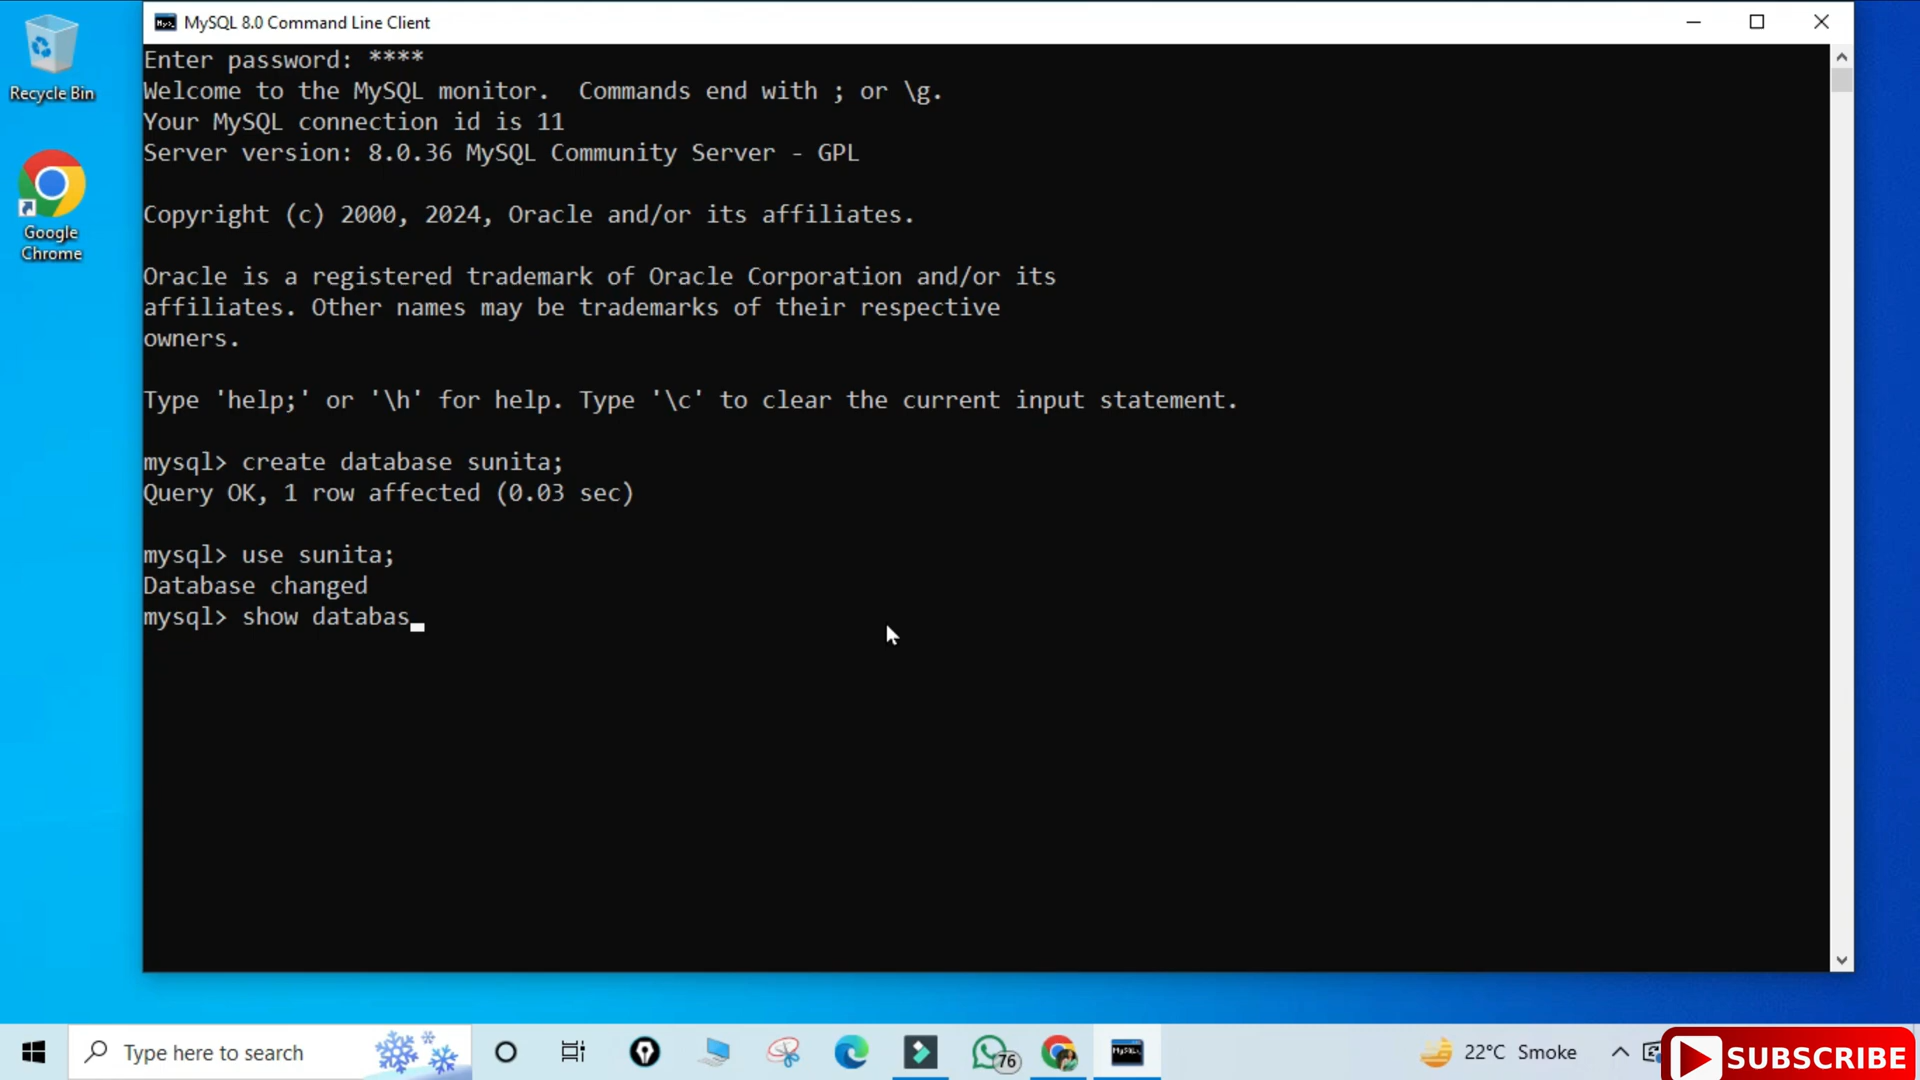 MySQL 8.0 Command Line Client
Recycle Bin
Google
Chrome
Enter password: ****
Welcome to the MySQL monitor.  Commands end with ; or \g.
Your MySQL connection id is 11
Server version: 8.0.36 MySQL Community Server - GPL
Copyright (c) 2000, 2024, Oracle and/or its affiliates.
Oracle is a registered trademark of Oracle Corporation and/or its
affiliates. Other names may be trademarks of their respective
owners.
Type 'help;' or '\h' for help. Type '\c' to clear the current input statement.
mysql> create database sunita;
Query OK, 1 row affected (0.03 sec)
mysql> use sunita;
Database changed
mysql> show databas
Type here to search
76
MySQL
22°C Smoke
SUBSCRIBE